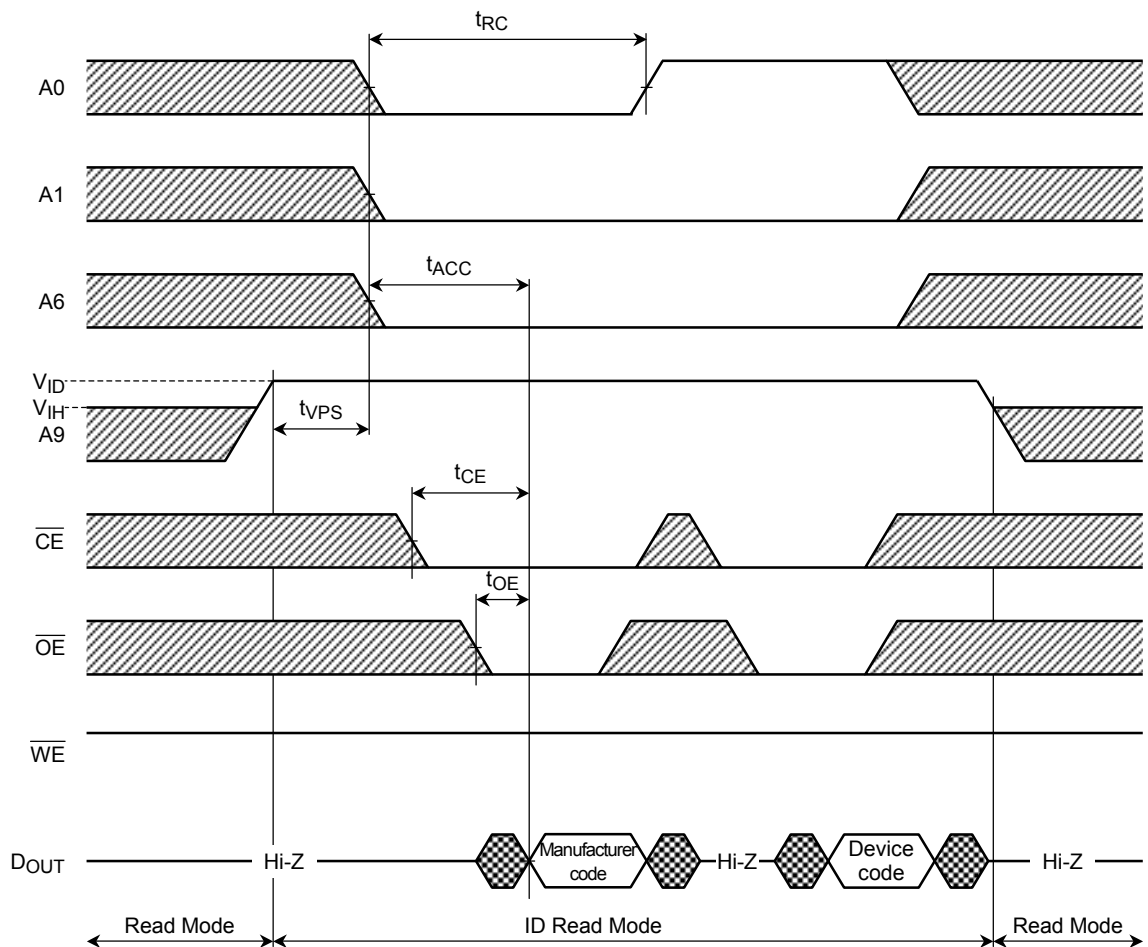 tRC
A0
A1
tACC
A6
VID
VIH
tVPS
A9
tCE
CE
tOE
OE
WE
DOUT
Hi-Z
Manufacturer
code
Hi-Z
Device
code
Hi-Z
Read Mode
ID Read Mode
Read Mode